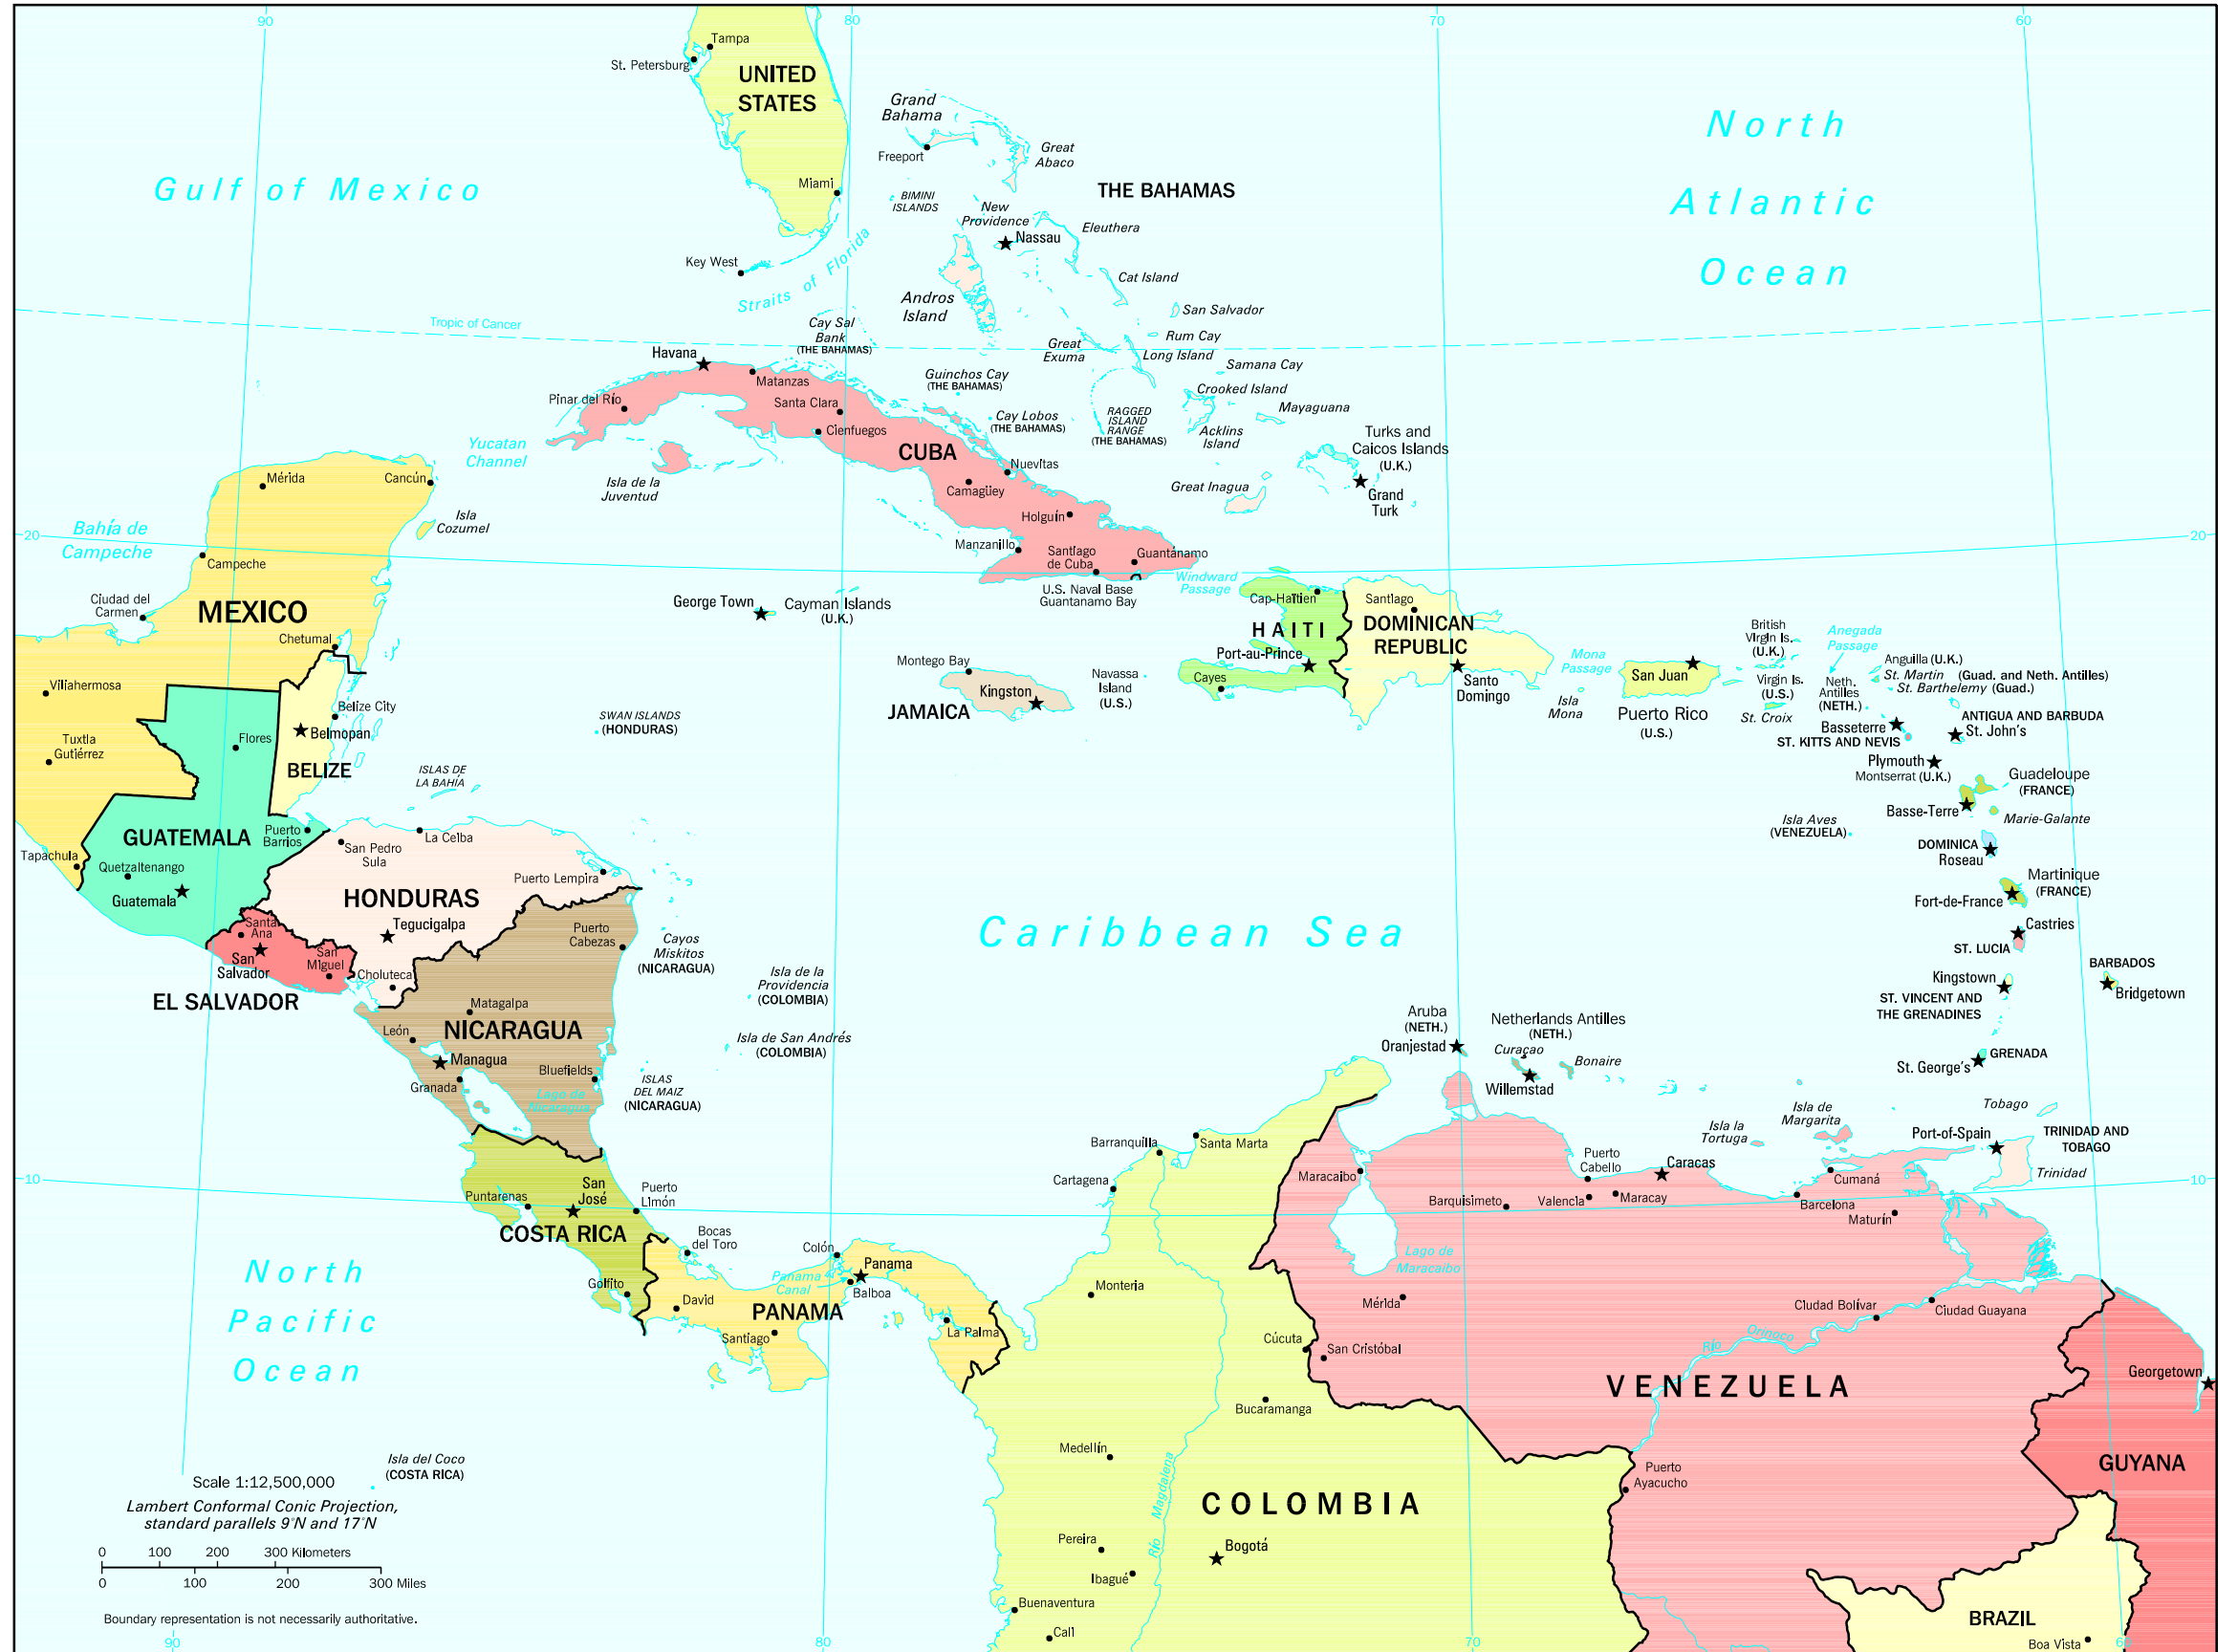 90
80
70
60
Tampa
St. Petersburg
UNITED
STATES
Miami
Key West
Gulf of Mexico
Straits of Florida
Grand
Bahama
Freeport
Great
Abaco
BIMINI
ISLANDS
THE BAHAMAS
New
Providence
Nassau
Eleuthera
Andros
Island
Cat Island
San Salvador
Rum Cay
Great
Exuma
Long Island
Samana Cay
Crooked Island
Mayaguana
Acklins
Island
RAGGED
ISLAND
RANGE
(THE BAHAMAS)
Cay Sal
Bank
(THE BAHAMAS)
Guinchos Cay
(THE BAHAMAS)
Cay Lobos
(THE BAHAMAS)
Great Inagua
Turks and
Caicos Islands
(U.K.)
Grand
Turk
North
Atlantic
Ocean
Tropic of Cancer
Havana
Matanzas
Pinar del Río
Santa Clara
Cienfuegos
CUBA
Nuevitas
Camagüey
Holguín
Manzanillo
Santiago
de Cuba
Guantánamo
U.S. Naval Base
Guantanamo Bay
Isla de la
Juventud
Yucatan
Channel
Windward
Passage
20
20
Mérida
Cancún
Isla
Cozumel
Bahía de
Campeche
Campeche
Ciudad del
Carmen
MEXICO
Chetumal
Villahermosa
Tuxtla
Gutiérrez
Tapachula
George Town
Cayman Islands
(U.K.)
Montego Bay
Kingston
JAMAICA
Navassa
Island
(U.S.)
Cap-Haïtien
HAITI
Port-au-Prince
Cayes
Santiago
DOMINICAN
REPUBLIC
Santo
Domingo
Mona
Passage
Isla
Mona
San Juan
Puerto Rico
(U.S.)
British
Virgin Is.
(U.K.)
Virgin Is.
(U.S.)
St. Croix
Anegada
Passage
Anguilla (U.K.)
St. Martin (Guad. and Neth. Antilles)
St. Barthelemy (Guad.)
Neth.
Antilles
(NETH.)
Basseterre
ST. KITTS AND NEVIS
ANTIGUA AND BARBUDA
St. John's
Plymouth
Montserrat (U.K.)
Guadeloupe
(FRANCE)
Basse-Terre
Marie-Galante
Isla Aves
(VENEZUELA)
DOMINICA
Roseau
Martinique
(FRANCE)
Fort-de-France
Castries
ST. LUCIA
BARBADOS
Bridgetown
Kingstown
ST. VINCENT AND
THE GRENADINES
GRENADA
St. George's
Tobago
TRINIDAD AND
TOBAGO
Port-of-Spain
Trinidad
Caribbean Sea
Flores
Belize City
Belmopan
BELIZE
SWAN ISLANDS
(HONDURAS)
ISLAS DE
LA BAHÍA
GUATEMALA
Puerto
Barrios
Quetzaltenango
Guatemala
La Ceiba
San Pedro
Sula
Puerto Lempira
HONDURAS
Tegucigalpa
Choluteca
Santa
Ana
San
Salvador
San
Miguel
EL SALVADOR
Puerto
Cabezas
Matagalpa
NICARAGUA
León
Managua
Granada
Bluefields
Lago de
Nicaragua
Cayos
Miskitos
(NICARAGUA)
Isla de la
Providencia
(COLOMBIA)
Isla de San Andrés
(COLOMBIA)
ISLAS
DEL MAIZ
(NICARAGUA)
Aruba
(NETH.)
Oranjestad
Netherlands Antilles
(NETH.)
Curaçao
Bonaire
Willemstad
Isla la
Tortuga
Isla de
Margarita
10
10
Puntarenas
San
José
Puerto
Limón
COSTA RICA
Golfito
Bocas
del Toro
Colón
Panama
Canal
Panama
Balboa
David
PANAMA
Santiago
La Palma
North
Pacific
Ocean
Isla del Coco
(COSTA RICA)
Barranquilla
Santa Marta
Cartagena
Monteria
Cúcuta
Bucaramanga
Medellín
Río Magdalena
COLOMBIA
Pereira
Bogotá
Ibagué
Buenaventura
Cali
Maracaibo
Lago de
Maracaibo
Barquisimeto
Puerto
Cabello
Valencia
Maracay
Caracas
Cumaná
Barcelona
Maturín
Mérida
San Cristóbal
Ciudad Bolívar
Ciudad Guayana
Río Orinoco
VENEZUELA
Puerto
Ayacucho
Georgetown
GUYANA
BRAZIL
Boa Vista
Scale 1:12,500,000
Lambert Conformal Conic Projection,
standard parallels 9°N and 17°N
0 100 200 300 Kilometers
0 100 200 300 Miles
Boundary representation is not necessarily authoritative.
90
80
70
60